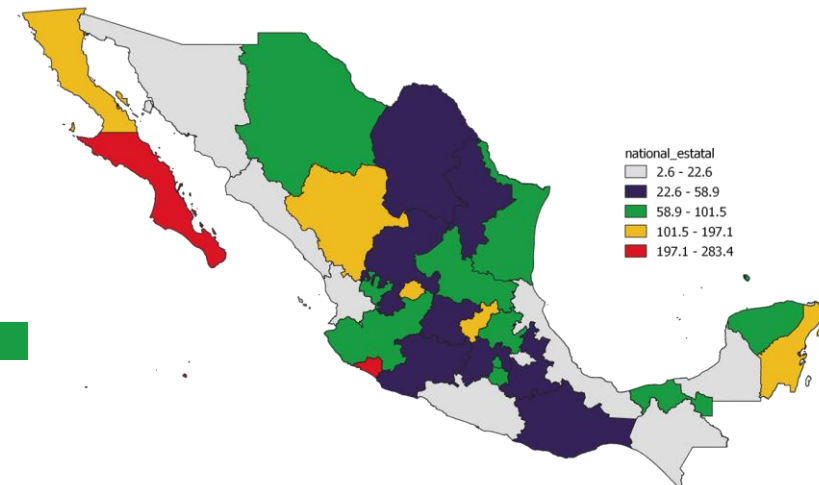 national_estatal
2.6 - 22.6
22.6 - 58.9
58.9 - 101.5
101.5 - 197.1
197.1 - 283.4